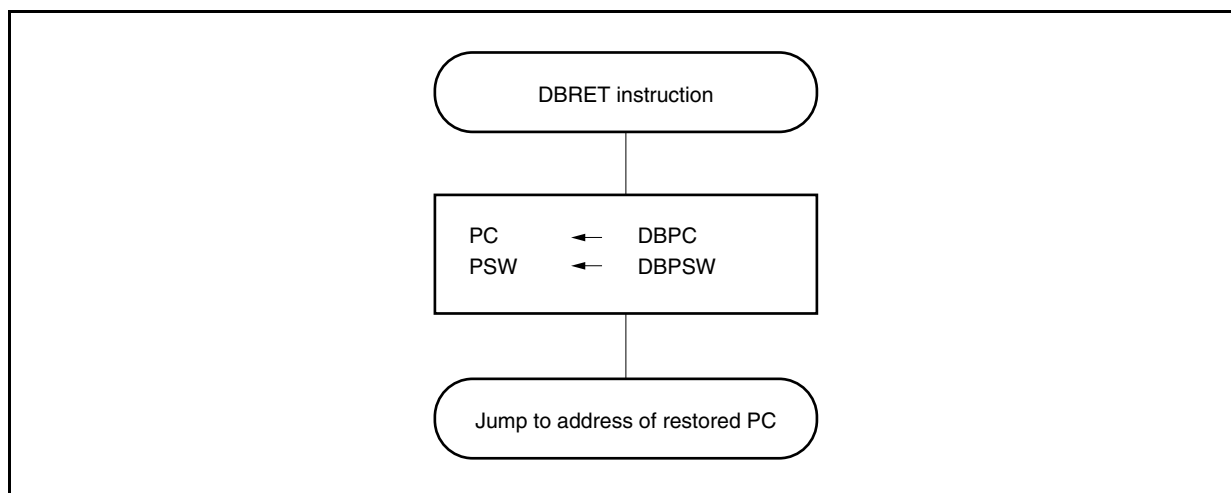 DBRET instruction
PC ← DBPC
PSW ← DBPSW
Jump to address of restored PC